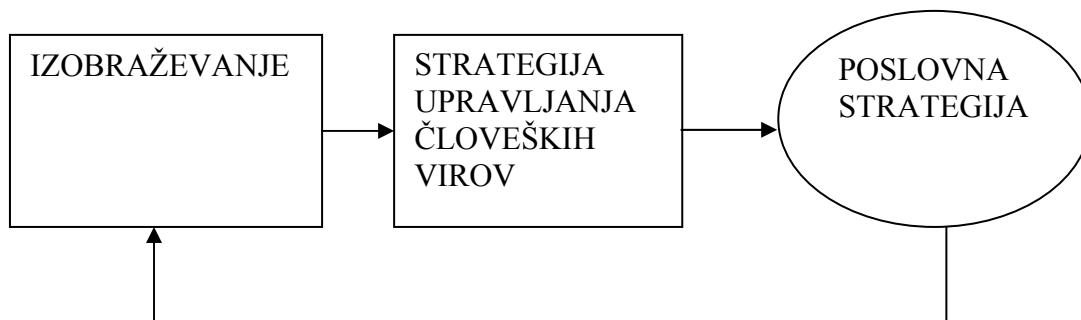 IZOBRAŽEVANJE
STRATEGIJA
UPRAVLJANJA
ČLOVEŠKIH
VIROV
POSLOVNA
STRATEGIJA